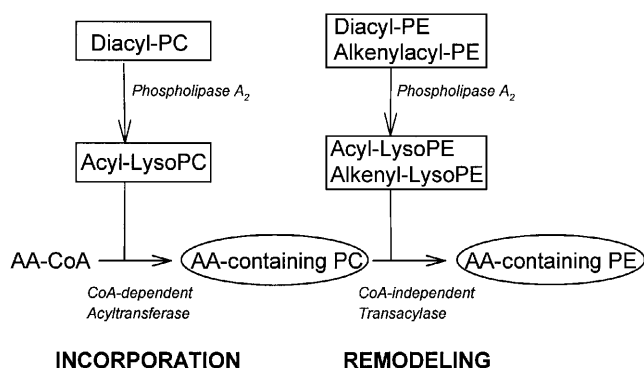 Diacyl-PC
Phospholipase A₂
Acyl-LysoPC
Diacyl-PE
Alkenylacyl-PE
Phospholipase A₂
Acyl-LysoPE
Alkenyl-LysoPE
AA-CoA
AA-containing PC
AA-containing PE
CoA-dependent
Acyltransferase
CoA-independent
Transacylase
INCORPORATION
REMODELING